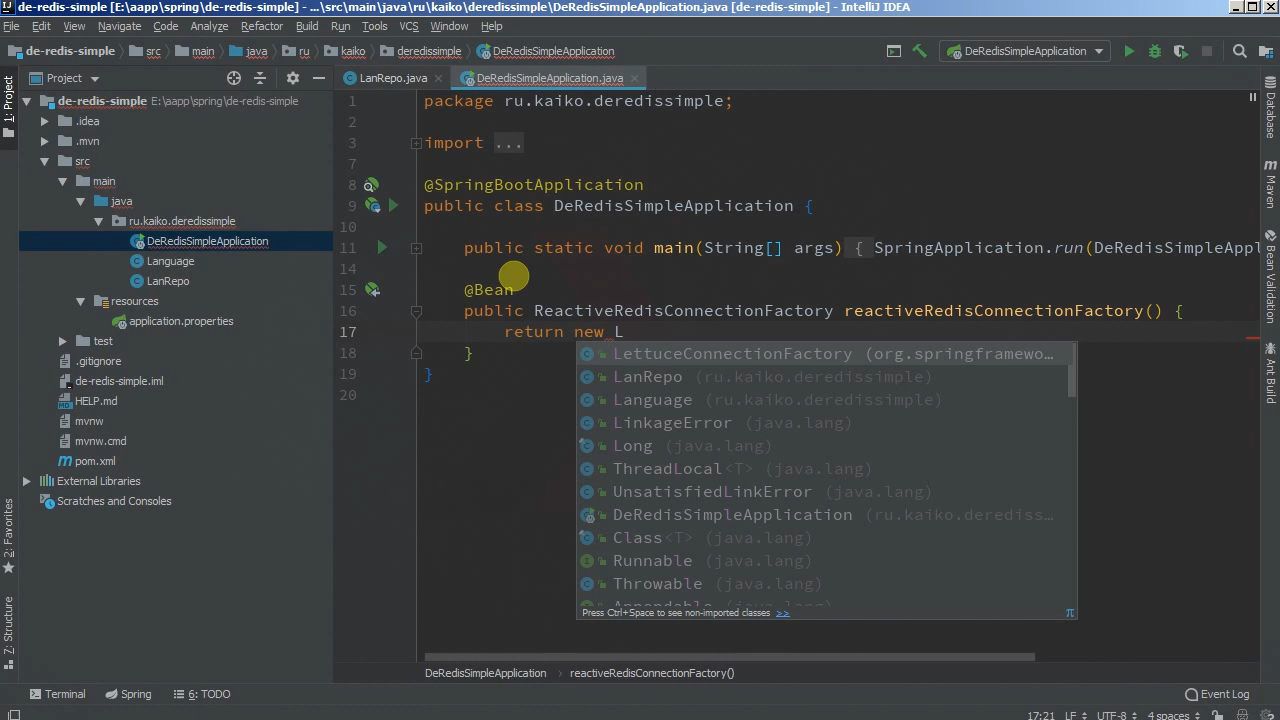 de-redis-simple [E:\aapp\spring\de-redis-simple] - ...\src\main\java\ru\kaiko\deredissimple\DeRedisSimpleApplication.java [de-redis-simple] - IntelliJ IDEA
File Edit View Navigate Code Analyze Refactor Build Run Tools VCS Window Help
de-redis-simple src main java ru kaiko deredissimple DeRedisSimpleApplication DeRedisSimpleApplication
Project LanRepo.java DeRedisSimpleApplication.java
de-redis-simple E:\aapp\spring\de-redis-simple
.idea
.mvn
src
main
java
ru.kaiko.deredissimple
DeRedisSimpleApplication
Language
LanRepo
resources
application.properties
test
.gitignore
de-redis-simple.iml
HELP.md
mvnw
mvnw.cmd
pom.xml
External Libraries
Scratches and Consoles
1 package ru.kaiko.deredissimple;
2
3 import ...
7
8 @SpringBootApplication
9 public class DeRedisSimpleApplication {
10
11 public static void main(String[] args) { SpringApplication.run(DeRedisSimpleAppl
14
15 @Bean
16 public ReactiveRedisConnectionFactory reactiveRedisConnectionFactory() {
17 return new L
18 }
19 }
20
LettuceConnectionFactory (org.springframewo...
LanRepo (ru.kaiko.deredissimple)
Language (ru.kaiko.deredissimple)
LinkageError (java.lang)
Long (java.lang)
ThreadLocal<T> (java.lang)
UnsatisfiedLinkError (java.lang)
DeRedisSimpleApplication (ru.kaiko.derediss...
Class<T> (java.lang)
Runnable (java.lang)
Throwable (java.lang)
Appendable (java.lang)
Press Ctrl+Space to see non-imported classes >> π
1: Project
2: Favorites
7: Structure
Database
Maven
Bean Validation
Ant Build
DeRedisSimpleApplication reactiveRedisConnectionFactory()
Terminal Spring 6: TODO Event Log
17:21 LF UTF-8 4 spaces